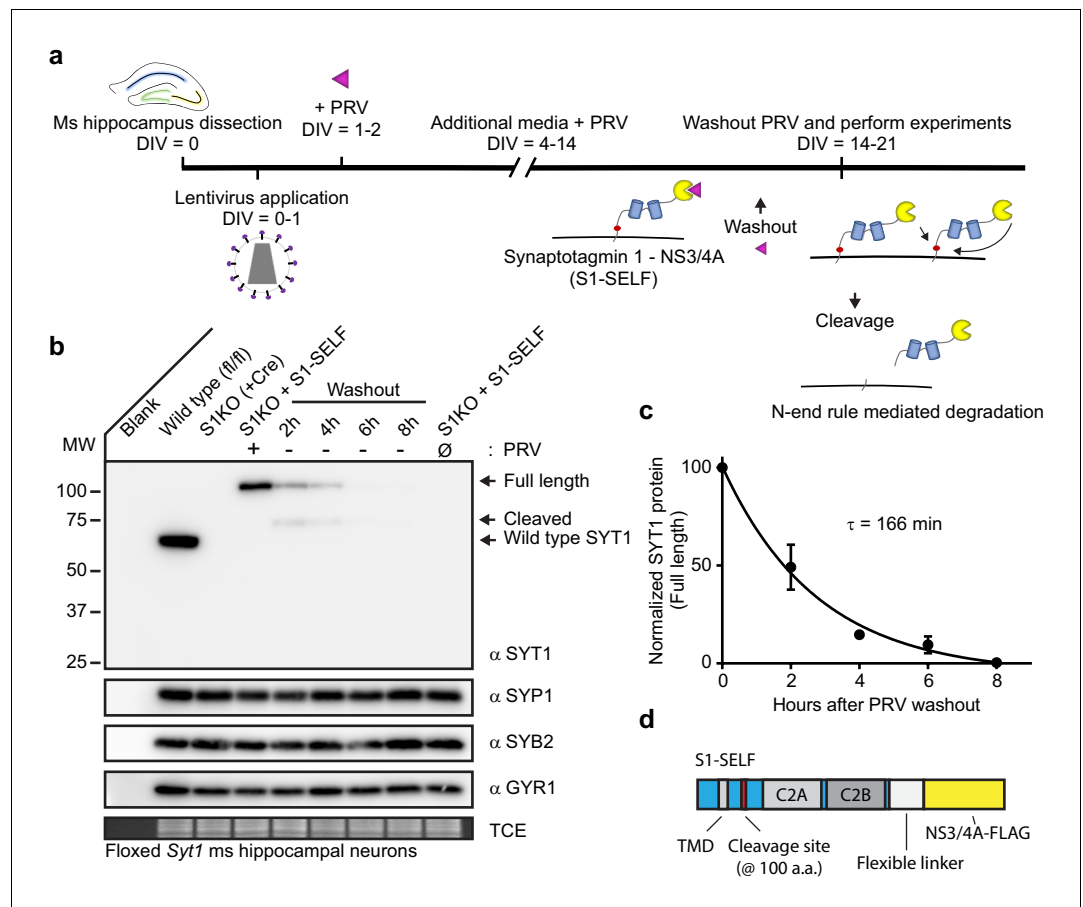 a
Ms hippocampus dissection
DIV = 0
+ PRV
DIV = 1-2
Additional media + PRV
DIV = 4-14
Washout PRV and perform experiments
DIV = 14-21
Lentivirus application
DIV = 0-1
Synaptotagmin 1 - NS3/4A
(S1-SELF)
Washout
Cleavage
N-end rule mediated degradation
b
Blank
Wild type (fl/fl)
S1KO (+Cre)
S1KO + S1-SELF
Washout
2h
4h
6h
8h
S1KO + S1-SELF
MW
+ - - - - Ø : PRV
100
75
50
37
25
Full length
Cleaved
Wild type SYT1
α SYT1
α SYP1
α SYB2
α GYR1
TCE
Floxed Syt1 ms hippocampal neurons
c
Normalized SYT1 protein
(Full length)
100
50
0
τ = 166 min
0 2 4 6 8
Hours after PRV washout
d
S1-SELF
C2A
C2B
TMD
Cleavage site
(@ 100 a.a.)
Flexible linker
NS3/4A-FLAG